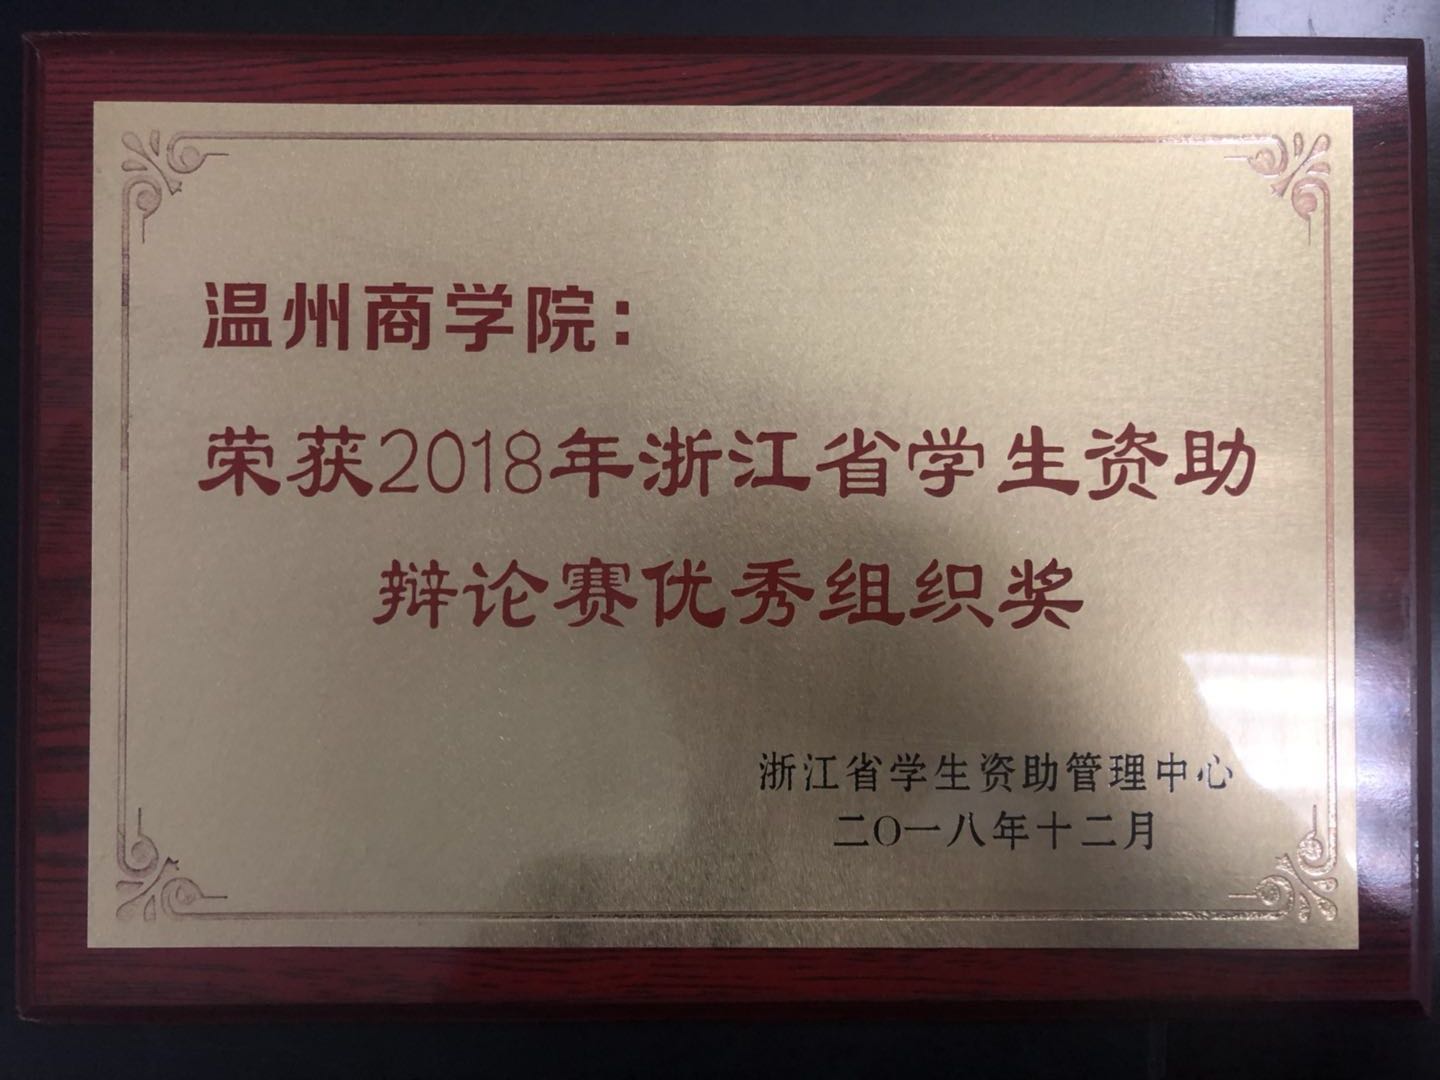 温州商学院：
荣获2018年浙江省学生资助
辩论赛优秀组织奖
浙江省学生资助管理中心
二〇一八年十二月